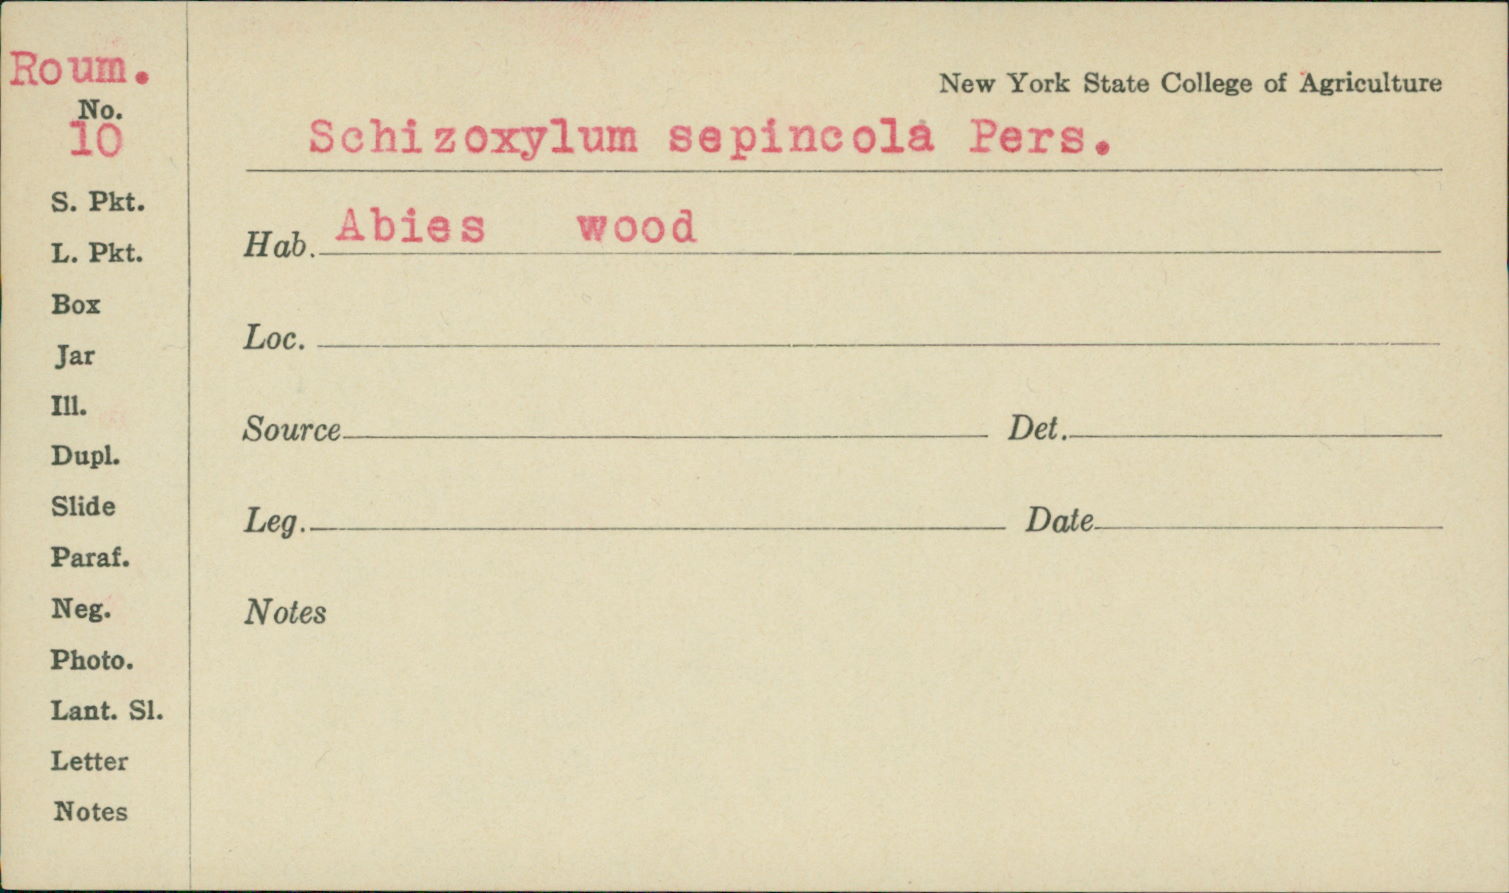 Roum.
No.
10
S. Pkt.
L. Pkt.
Box
Jar
Ill.
Dupl.
Slide
Paraf.
Neg.
Photo.
Lant. Sl.
Letter
Notes
New York State College of Agriculture
Schizoxylum sepincola Pers.
Hab. Abies wood
Loc.
Source Det.
Leg. Date
Notes